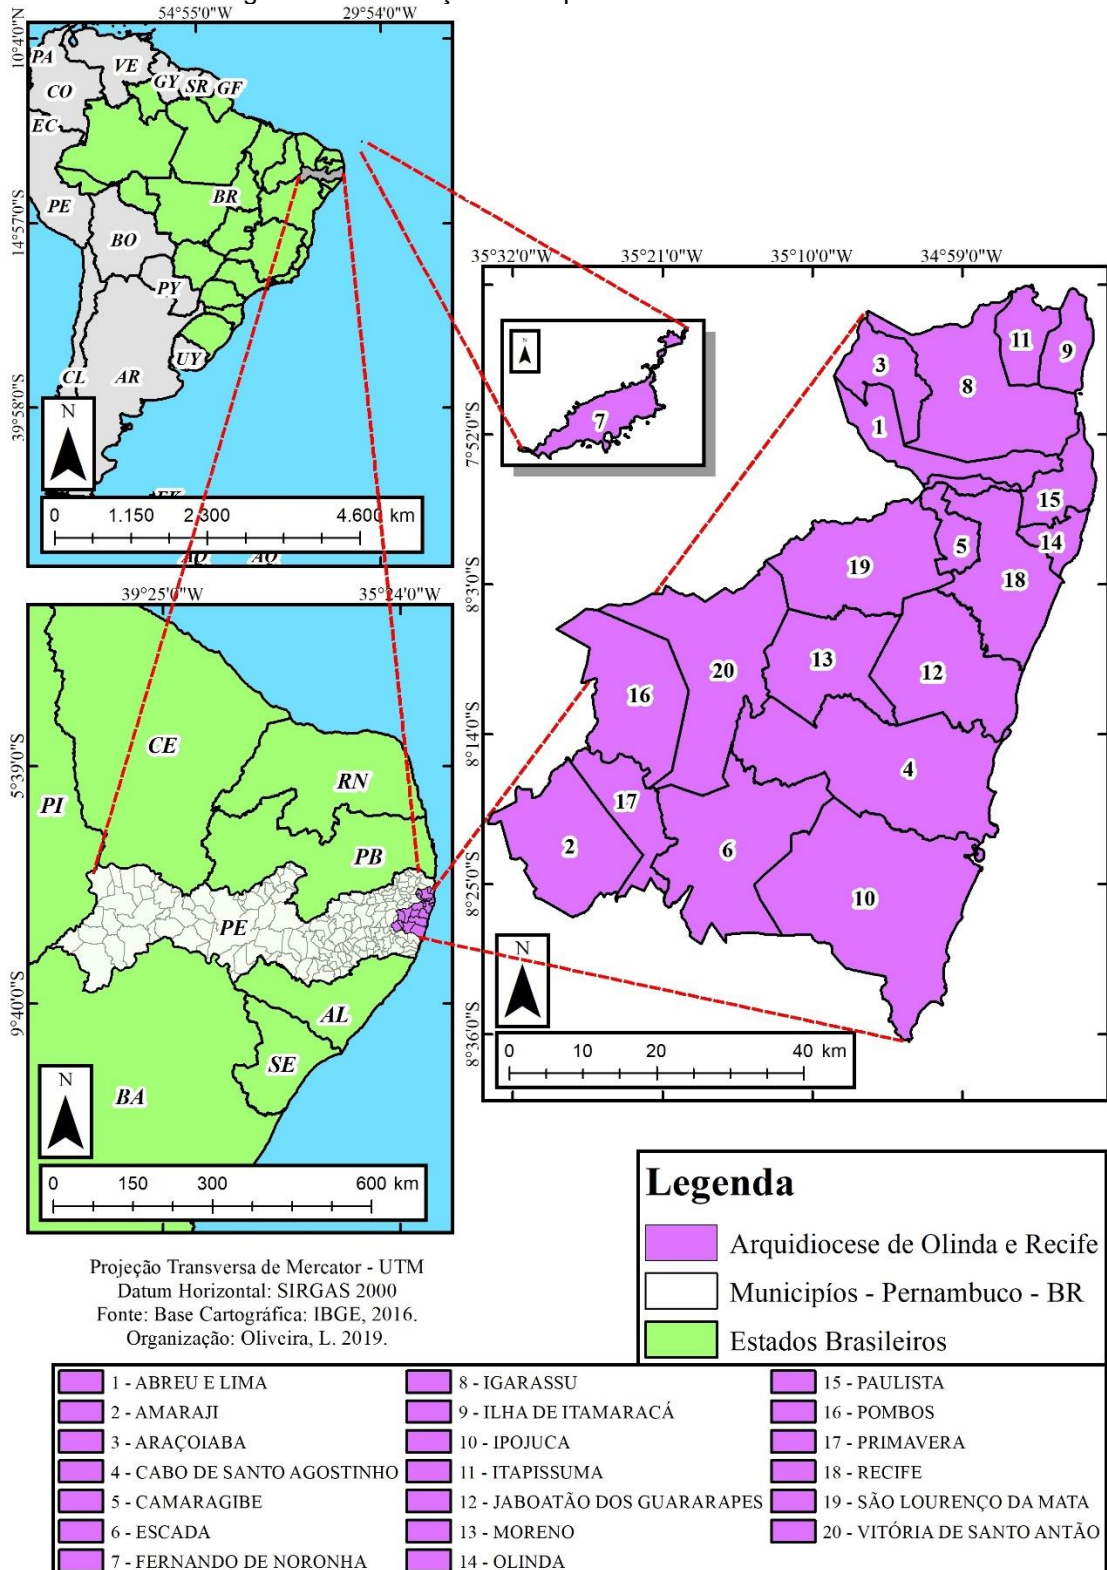 54°55'0"W 29°54'0"W
10°4'0"N
PA
VE
GY
SR
GF
CO
EC
PE
BR
BO
14°57'0"S
PY
UY
CL
AR
39°58'0"S
N
0 1.150 2.300 4.600 km
AQ AQ
35°32'0"W 35°21'0"W 35°10'0"W 34°59'0"W
N
7
11
9
3
8
1
7°52'0"S
15
14
5
19
18
8°3'0"S
13
12
20
16
8°14'0"S
4
17
2
6
8°25'0"S
10
N
8°36'0"S
0 10 20 40 km
39°25'0"W 35°24'0"W
CE
5°39'0"S
RN
PI
PB
PE
9°40'0"S
AL
SE
BA
N
0 150 300 600 km
Projeção Transversa de Mercator - UTM
Datum Horizontal: SIRGAS 2000
Fonte: Base Cartográfica: IBGE, 2016.
Organização: Oliveira, L. 2019.
Legenda
Arquidiocese de Olinda e Recife
Municipíos - Pernambuco - BR
Estados Brasileiros
1 - ABREU E LIMA
2 - AMARAJI
3 - ARAÇOIABA
4 - CABO DE SANTO AGOSTINHO
5 - CAMARAGIBE
6 - ESCADA
7 - FERNANDO DE NORONHA
8 - IGARASSU
9 - ILHA DE ITAMARACÁ
10 - IPOJUCA
11 - ITAPISSUMA
12 - JABOATÃO DOS GUARARAPES
13 - MORENO
14 - OLINDA
15 - PAULISTA
16 - POMBOS
17 - PRIMAVERA
18 - RECIFE
19 - SÃO LOURENÇO DA MATA
20 - VITÓRIA DE SANTO ANTÃO